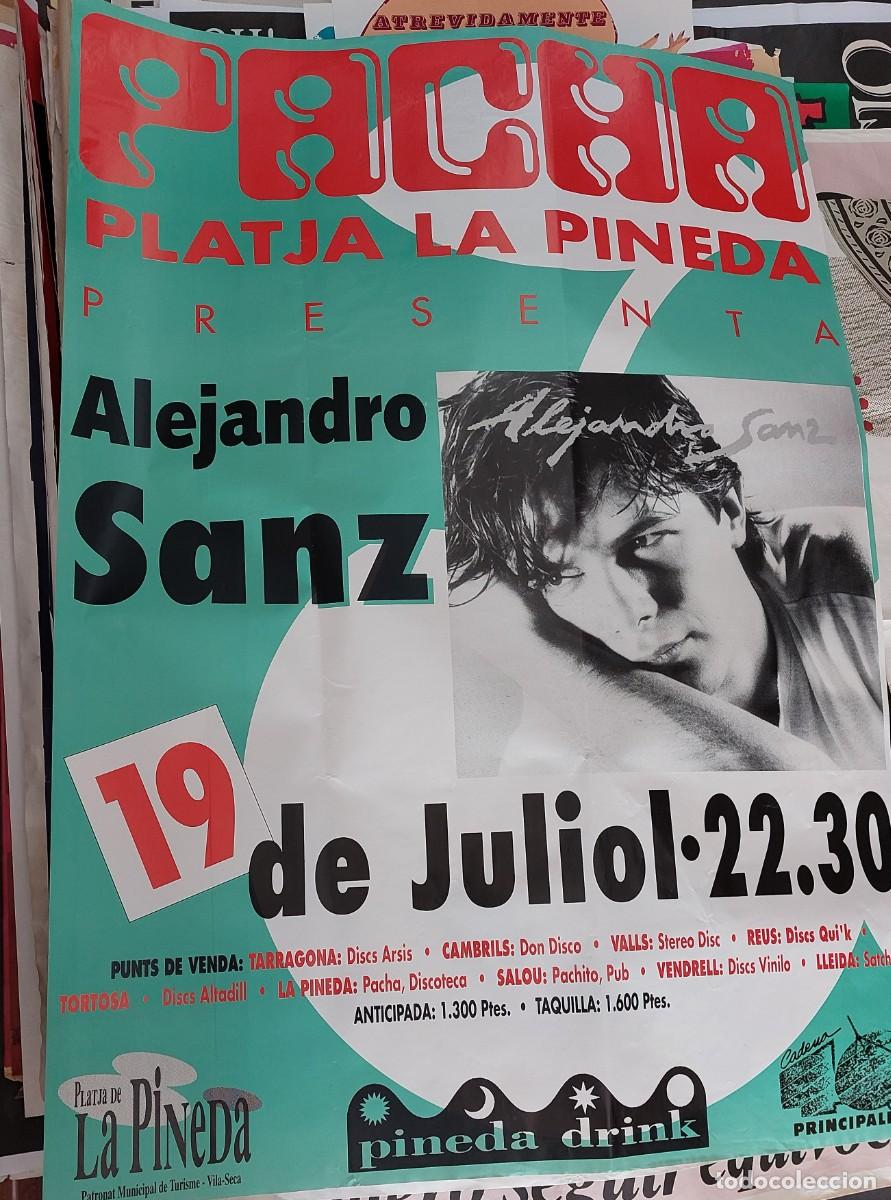 ATREVIDAMENTE
PACHA
PLATJA LA PINEDA
PRESENTA
Alejandro
Sanz
Alejandro Sanz
19
de Juliol·22.30
PUNTS DE VENDA: TARRAGONA: Discs Arsis • CAMBRILS: Don Disco • VALLS: Stereo Disc • REUS: Discs Qui'k •
TORTOSA • Discs Altadill • LA PINEDA: Pacha, Discoteca • SALOU: Pachito, Pub • VENDRELL: Discs Vinilo • LLEIDA: Satch
ANTICIPADA: 1.300 Ptes. • TAQUILLA: 1.600 Ptes.
PLATJA DE
LA PINEDA
Patronat Municipal de Turisme - Vila-Seca
pineda drink
Cadena
40
PRINCIPAL
todocoleccion